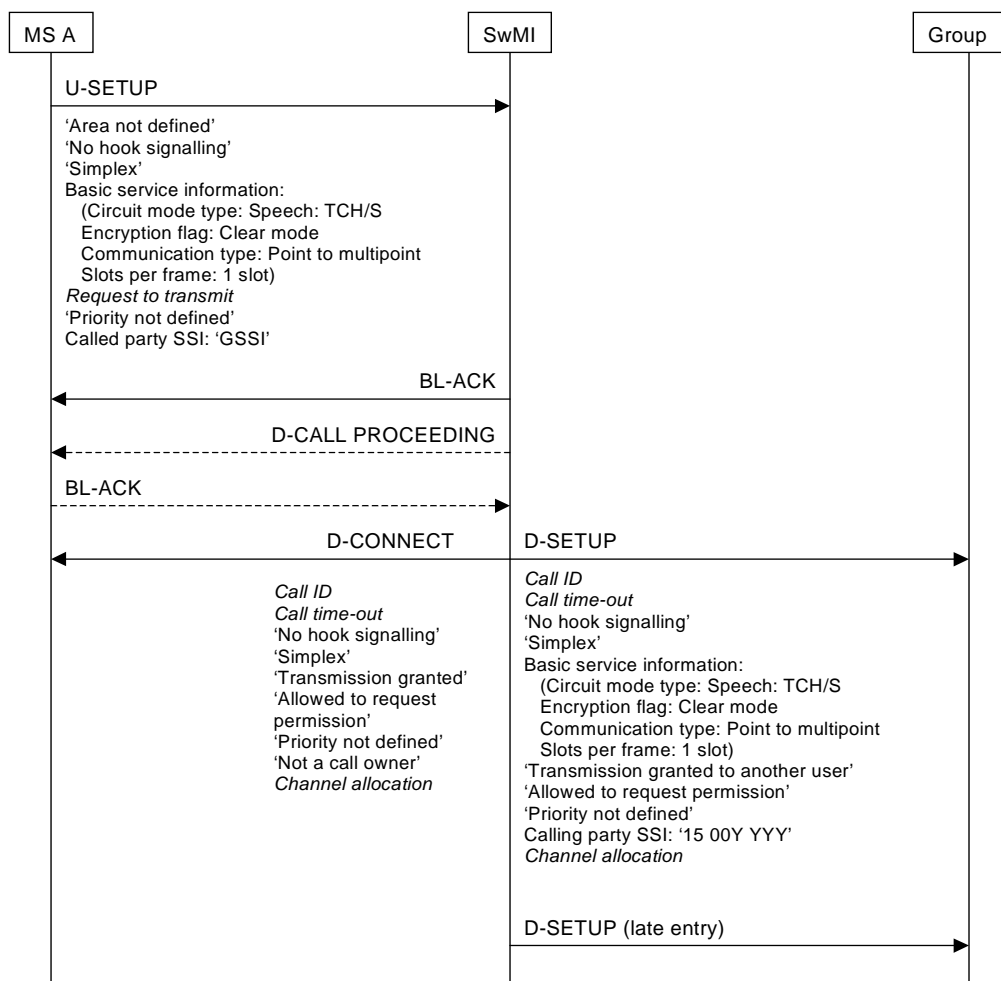 MS A
SwMI
Group
U-SETUP
‘Area not defined’
‘No hook signalling’
‘Simplex’
Basic service information:
(Circuit mode type: Speech: TCH/S
Encryption flag: Clear mode
Communication type: Point to multipoint
Slots per frame: 1 slot)
Request to transmit
‘Priority not defined’
Called party SSI: ‘GSSI’
BL-ACK
D-CALL PROCEEDING
BL-ACK
D-CONNECT
Call ID
Call time-out
‘No hook signalling’
‘Simplex’
‘Transmission granted’
‘Allowed to request
permission’
‘Priority not defined’
‘Not a call owner’
Channel allocation
D-SETUP
Call ID
Call time-out
‘No hook signalling’
‘Simplex’
Basic service information:
(Circuit mode type: Speech: TCH/S
Encryption flag: Clear mode
Communication type: Point to multipoint
Slots per frame: 1 slot)
‘Transmission granted to another user’
‘Allowed to request permission’
‘Priority not defined’
Calling party SSI: ‘15 00Y YYY’
Channel allocation
D-SETUP (late entry)